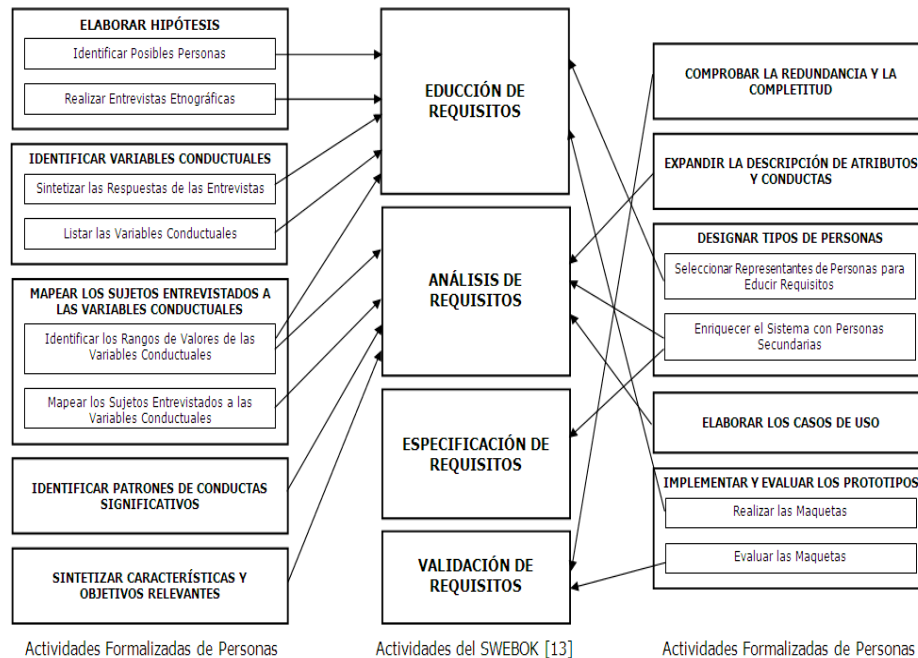 ELABORAR HIPÓTESIS
Identificar Posibles Personas
Realizar Entrevistas Etnográficas
IDENTIFICAR VARIABLES CONDUCTUALES
Sintetizar las Respuestas de las Entrevistas
Listar las Variables Conductuales
MAPEAR LOS SUJETOS ENTREVISTADOS A
LAS VARIABLES CONDUCTUALES
Identificar los Rangos de Valores de las
Variables Conductuales
Mapear los Sujetos Entrevistados a las
Variables Conductuales
IDENTIFICAR PATRONES DE CONDUCTAS
SIGNIFICATIVOS
SINTETIZAR CARACTERÍSTICAS Y
OBJETIVOS RELEVANTES
Actividades Formalizadas de Personas
EDUCCIÓN DE
REQUISITOS
ANÁLISIS DE
REQUISITOS
ESPECIFICACIÓN DE
REQUISITOS
VALIDACIÓN DE
REQUISITOS
Actividades del SWEBOK [13]
COMPROBAR LA REDUNDANCIA Y LA
COMPLETITUD
EXPANDIR LA DESCRIPCIÓN DE ATRIBUTOS
Y CONDUCTAS
DESIGNAR TIPOS DE PERSONAS
Seleccionar Representantes de Personas para
Educir Requisitos
Enriquecer el Sistema con Personas
Secundarias
ELABORAR LOS CASOS DE USO
IMPLEMENTAR Y EVALUAR LOS PROTOTIPOS
Realizar las Maquetas
Evaluar las Maquetas
Actividades Formalizadas de Personas